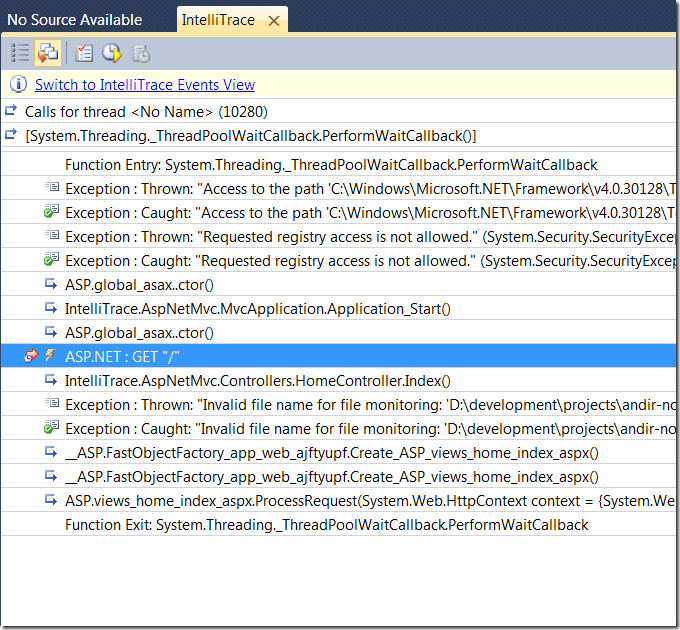 No Source Available
IntelliTrace
Switch to IntelliTrace Events View
Calls for thread <No Name> (10280)
[System.Threading._ThreadPoolWaitCallback.PerformWaitCallback()]
Function Entry: System.Threading._ThreadPoolWaitCallback.PerformWaitCallback
Exception : Thrown: "Access to the path 'C:\Windows\Microsoft.NET\Framework\v4.0.30128\T
Exception : Caught: "Access to the path 'C:\Windows\Microsoft.NET\Framework\v4.0.30128\T
Exception : Thrown: "Requested registry access is not allowed." (System.Security.SecurityExce
Exception : Caught: "Requested registry access is not allowed." (System.Security.SecurityExcep
ASP.global_asax..ctor()
IntelliTrace.AspNetMvc.MvcApplication.Application_Start()
ASP.global_asax..ctor()
ASP.NET : GET "/"
IntelliTrace.AspNetMvc.Controllers.HomeController.Index()
Exception : Thrown: "Invalid file name for file monitoring: 'D:\development\projects\andir-no
Exception : Caught: "Invalid file name for file monitoring: 'D:\development\projects\andir-no
__ASP.FastObjectFactory_app_web_ajftyupf.Create_ASP_views_home_index_aspx()
__ASP.FastObjectFactory_app_web_ajftyupf.Create_ASP_views_home_index_aspx()
ASP.views_home_index_aspx.ProcessRequest(System.Web.HttpContext context = {System.We
Function Exit: System.Threading._ThreadPoolWaitCallback.PerformWaitCallback